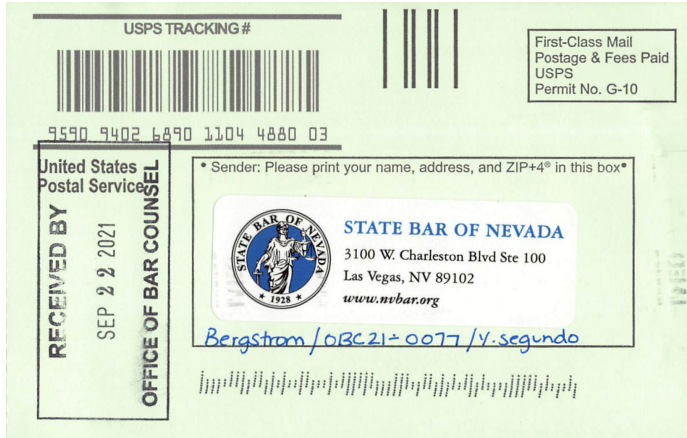 USPS TRACKING #
First-Class Mail
Postage & Fees Paid
USPS
Permit No. G-10
9590 9402 6890 1104 4880 03
United States
Postal Service
RECEIVED BY
SEP 22 2021
OFFICE OF BAR COUNSEL
• Sender: Please print your name, address, and ZIP+4® in this box•
STATE BAR OF NEVADA
★ 1928 ★
STATE BAR OF NEVADA
3100 W. Charleston Blvd Ste 100
Las Vegas, NV 89102
www.nvbar.org
Bergstrom / OBC21-0077 / Y. segundo